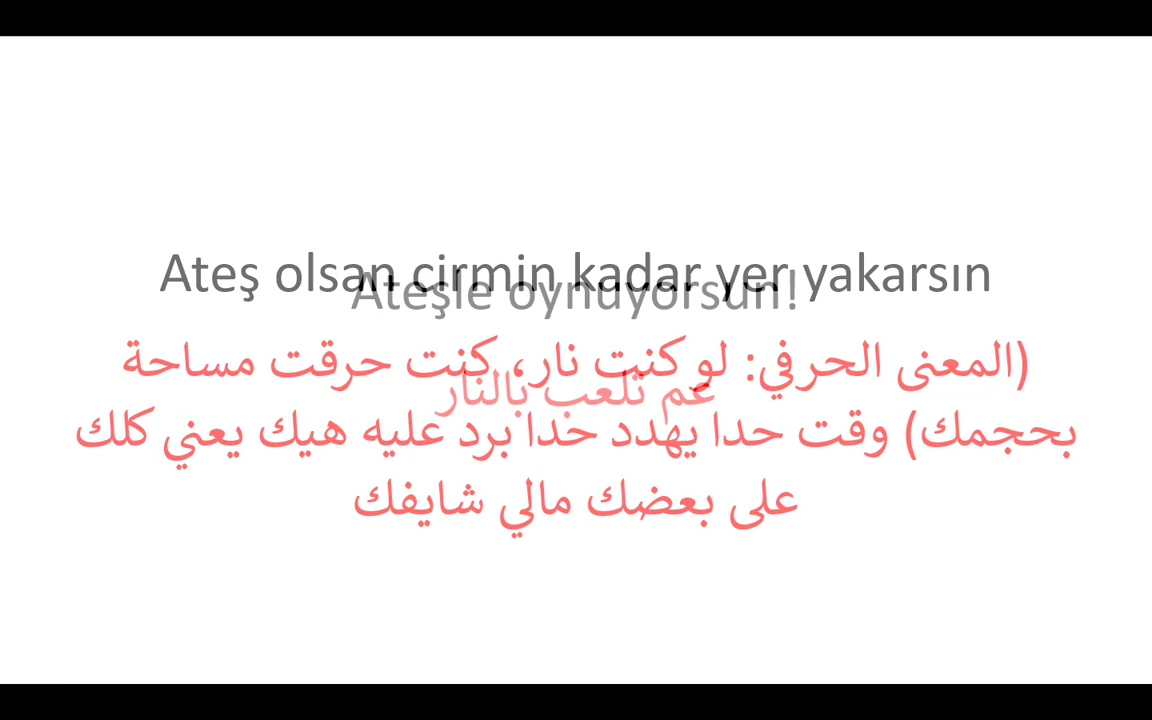 Ateş olsan cirmin kadar yer yakarsın
Ateşle oynuyorsun!
(المعنى الحرفي: لو كنت نار، كنت حرقت مساحة
عم تلعب بالنار
بحجمك) وقت حدا يهدد حدا برد عليه هيك يعني كلك
على بعضك مالي شايفك